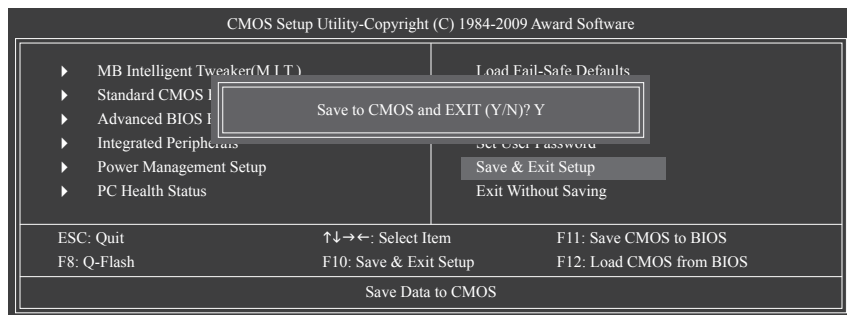 CMOS Setup Utility-Copyright (C) 1984-2009 Award Software
MB Intelligent Tweaker(M.I.T.)
Standard CMOS
Advanced BIOS
Integrated Peripherals
Power Management Setup
PC Health Status
Load Fail-Safe Defaults
Set User Password
Save & Exit Setup
Exit Without Saving
Save to CMOS and EXIT (Y/N)? Y
ESC: Quit ↑↓→←: Select Item F11: Save CMOS to BIOS
F8: Q-Flash F10: Save & Exit Setup F12: Load CMOS from BIOS
Save Data to CMOS